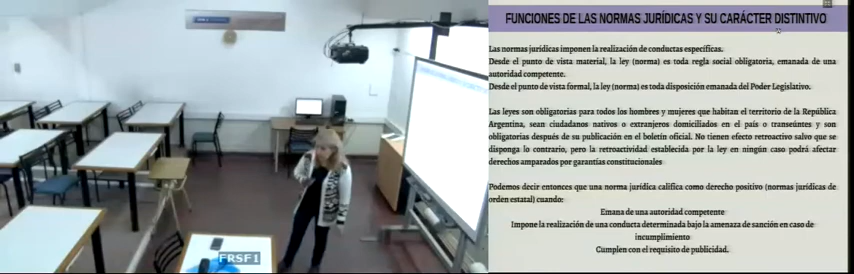 FRSF1
FUNCIONES DE LAS NORMAS JURÍDICAS Y SU CARÁCTER DISTINTIVO
Las normas jurídicas imponen la realización de conductas específicas.
Desde el punto de vista material, la ley (norma) es toda regla social obligatoria, emanada de una
autoridad competente.
Desde el punto de vista formal, la ley (norma) es toda disposición emanada del Poder Legislativo.
Las leyes son obligatorias para todos los hombres y mujeres que habitan el territorio de la República
Argentina, sean ciudadanos nativos o extranjeros domiciliados en el país o transeúntes y son
obligatorias después de su publicación en el boletín oficial. No tienen efecto retroactivo salvo que se
disponga lo contrario, pero la retroactividad establecida por la ley en ningún caso podrá afectar
derechos amparados por garantías constitucionales
Podemos decir entonces que una norma jurídica califica como derecho positivo (normas jurídicas de
orden estatal) cuando:
Emana de una autoridad competente
Impone la realización de una conducta determinada bajo la amenaza de sanción en caso de
incumplimiento
Cumplen con el requisito de publicidad.